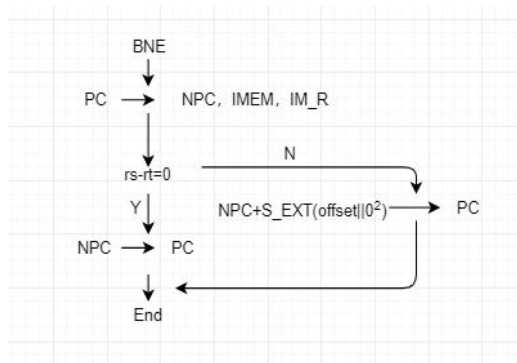 BNE
PC
NPC, IMEM, IM_R
N
rs-rt=0
Y
NPC+S_EXT(offset||0²)
PC
NPC
PC
End